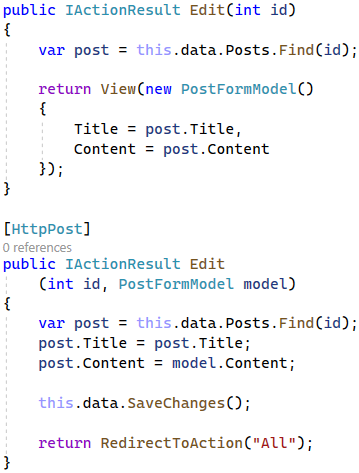 public IActionResult Edit(int id)
{
    var post = this.data.Posts.Find(id);

    return View(new PostFormModel()
    {
        Title = post.Title,
        Content = post.Content
    });
}

[HttpPost]
0 references
public IActionResult Edit
    (int id, PostFormModel model)
{
    var post = this.data.Posts.Find(id);
    post.Title = post.Title;
    post.Content = model.Content;

    this.data.SaveChanges();

    return RedirectToAction("All");
}